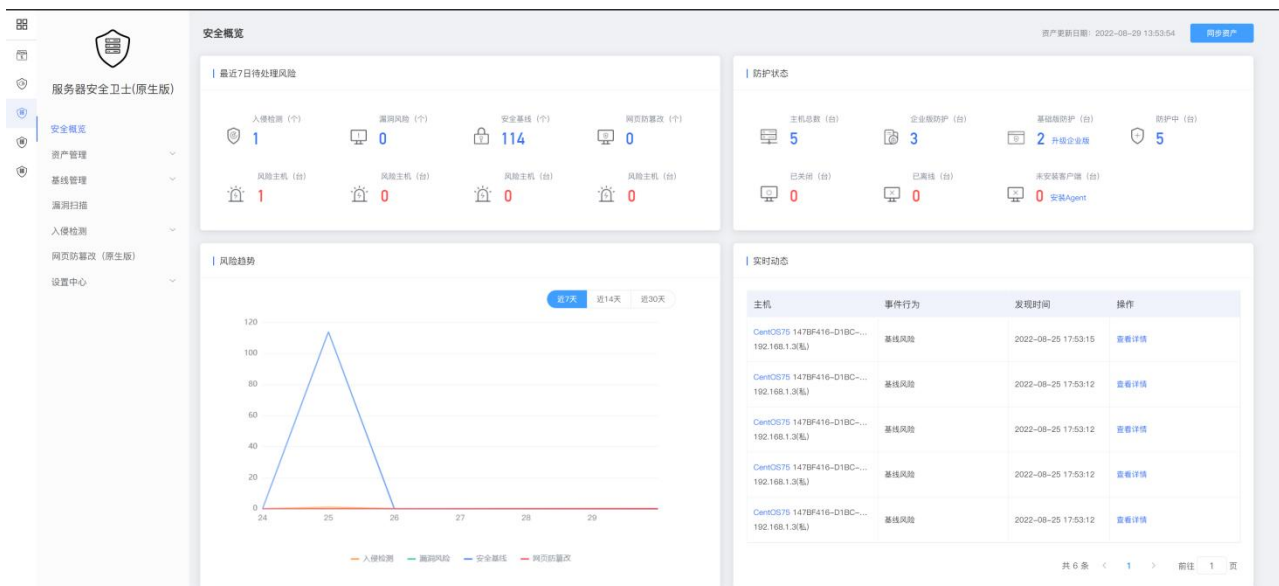 安全概览
资产更新日期: 2022-08-29 13:53:54
同步资产
服务器安全卫士(原生版)
安全概览
资产管理
基线管理
漏洞扫描
入侵检测
网页防篡改（原生版）
设置中心
最近7日待处理风险
入侵检测（个） 漏洞风险（个） 安全基线（个） 网页防篡改（个）
1 0 114 0
风险主机（台） 风险主机（台） 风险主机（台） 风险主机（台）
1 0 0 0
防护状态
主机总数（台） 企业版防护（台） 基础版防护（台） 防护中（台）
5 3 2 升级企业版 5
已关闭（台） 已离线（台） 未安装客户端（台）
0 0 0 安装Agent
风险趋势
近7天 近14天 近30天
120
100
80
60
40
20
0
24 25 26 27 28 29
入侵检测 漏洞风险 安全基线 网页防篡改
实时动态
主机 事件行为 发现时间 操作
CentOS75 147BF416-D1BC-...
192.168.1.3(私)
基线风险 2022-08-25 17:53:15 查看详情
CentOS75 147BF416-D1BC-...
192.168.1.3(私)
基线风险 2022-08-25 17:53:12 查看详情
CentOS75 147BF416-D1BC-...
192.168.1.3(私)
基线风险 2022-08-25 17:53:12 查看详情
CentOS75 147BF416-D1BC-...
192.168.1.3(私)
基线风险 2022-08-25 17:53:12 查看详情
CentOS75 147BF416-D1BC-...
192.168.1.3(私)
基线风险 2022-08-25 17:53:12 查看详情
共 6 条 < 1 > 前往 1 页